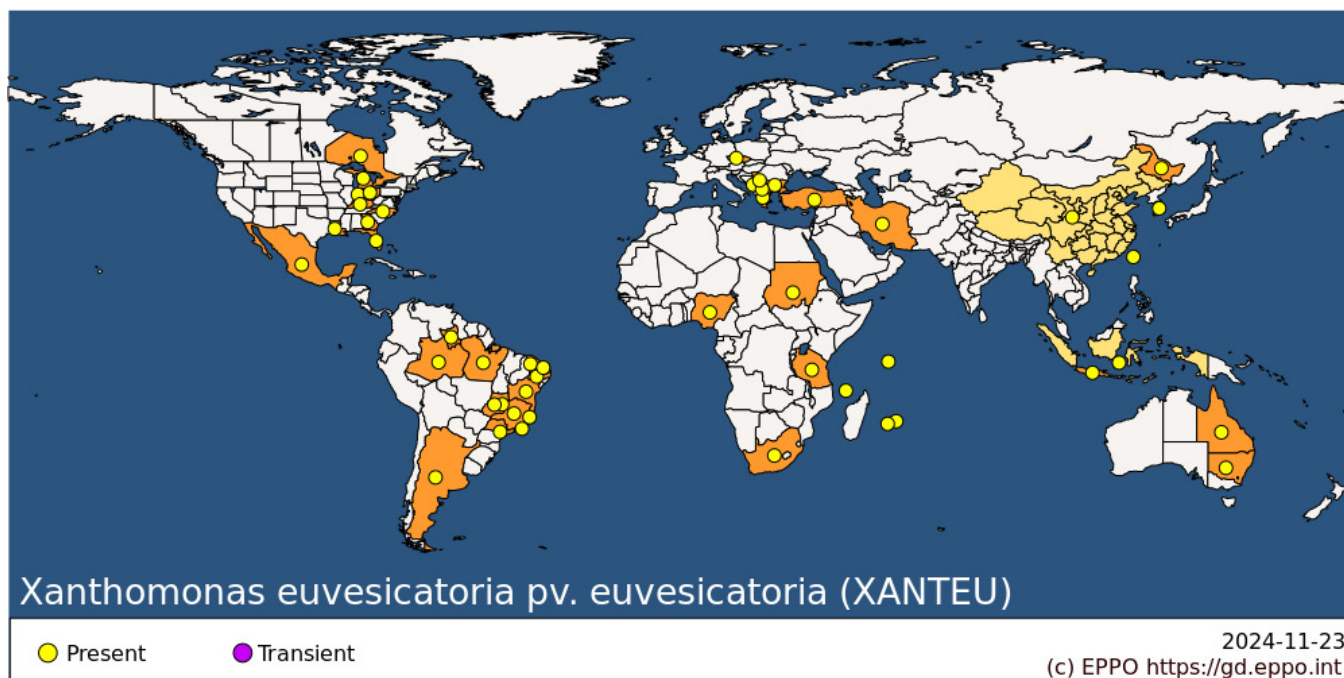 Xanthomonas euvesicatoria pv. euvesicatoria (XANTEU)
Present
Transient
2024-11-23
(c) EPPO https://gd.eppo.int